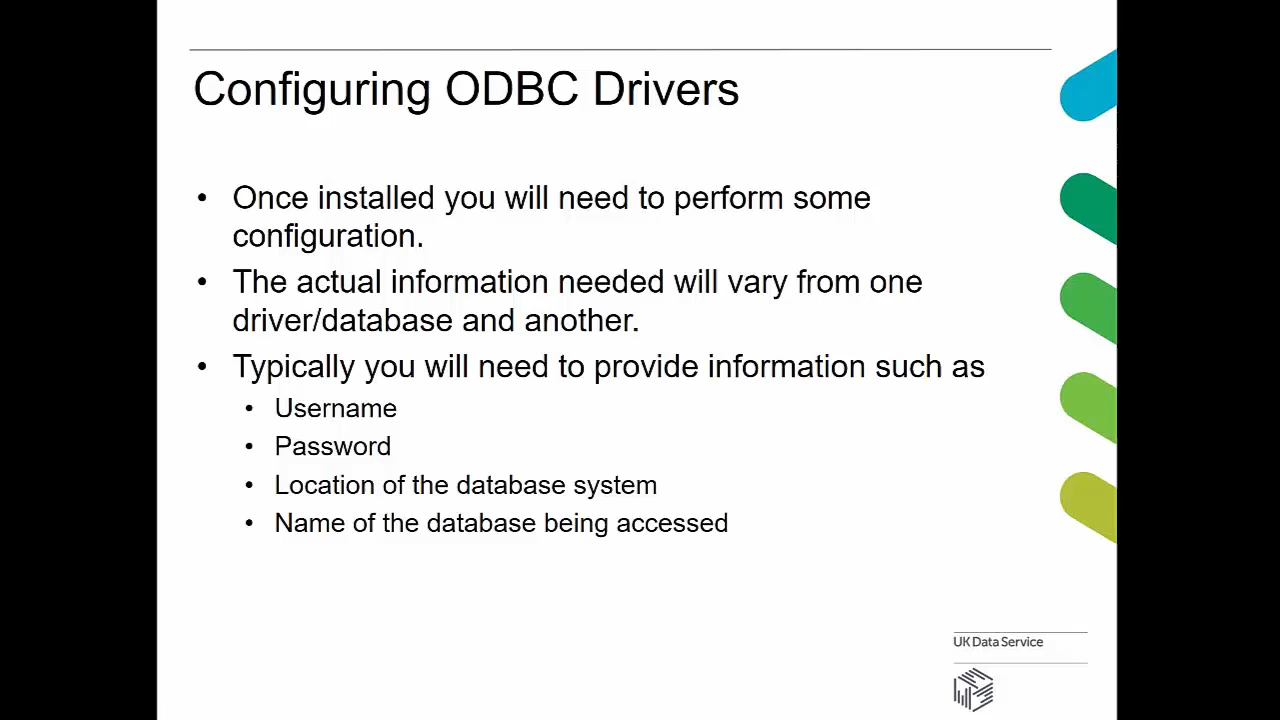 Configuring ODBC Drivers
• Once installed you will need to perform some
configuration.
• The actual information needed will vary from one
driver/database and another.
• Typically you will need to provide information such as
• Username
• Password
• Location of the database system
• Name of the database being accessed
UK Data Service